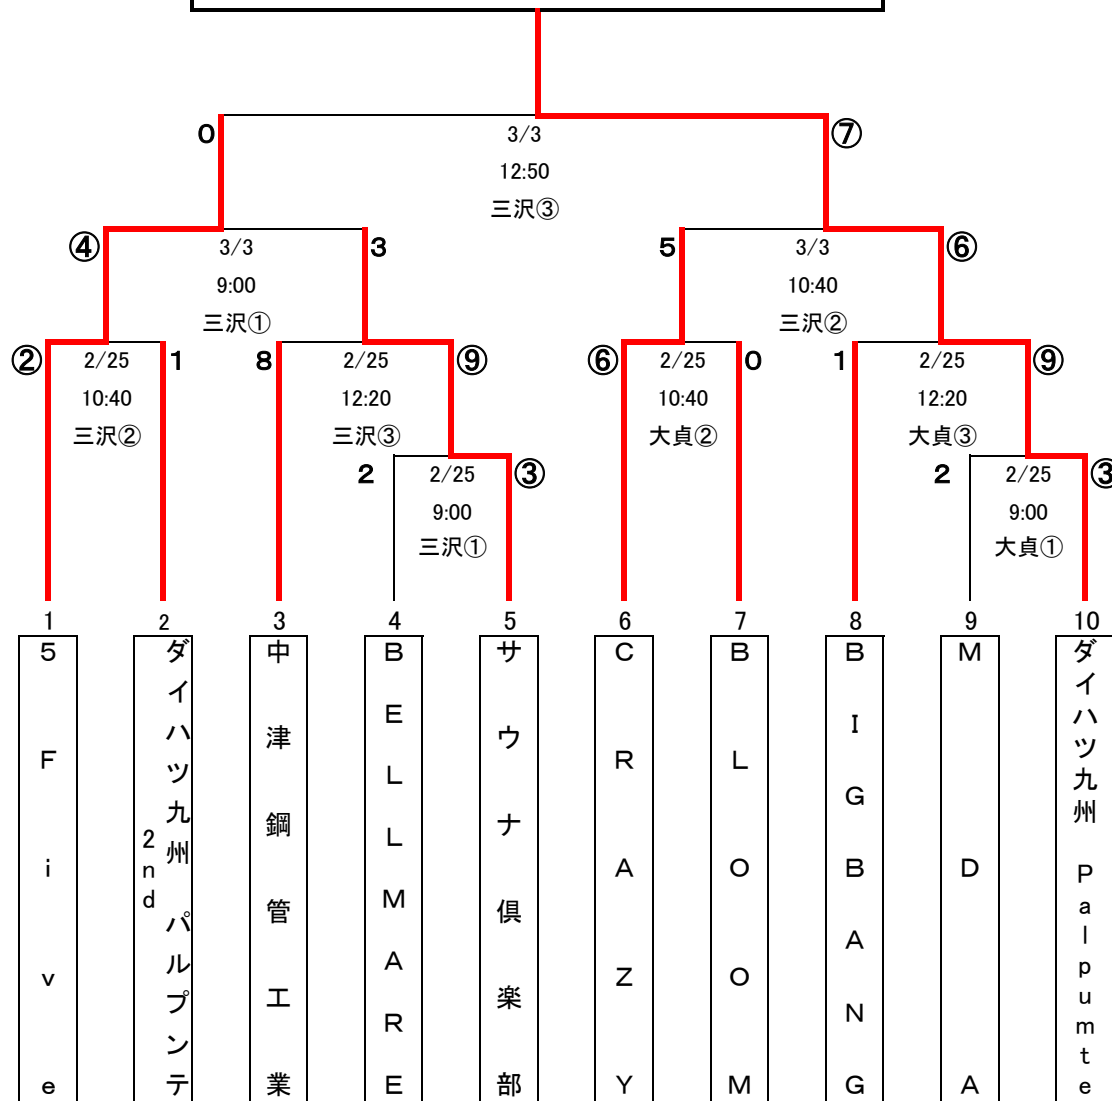 0 ⑦
3/3
12:50
三沢③
④ 3 5 ⑥
3/3 3/3
9:00 10:40
三沢① 三沢②
② 1 8 ⑨ ⑥ 0 1 ⑨
2/25 2/25 2/25 2/25
10:40 12:20 10:40 12:20
三沢② 三沢③ 大貞② 大貞③
2 ③ 2 ③
2/25 2/25
9:00 9:00
三沢① 大貞①
1 2 3 4 5 6 7 8 9 10
5Five
ダイハツ九州 パルプンテ
2nd
中津鋼管工業
BELLMARE
サウナ倶楽部
CRAZY
BLOOM
BIGBANG
MDA
ダイハツ九州 Palpumte